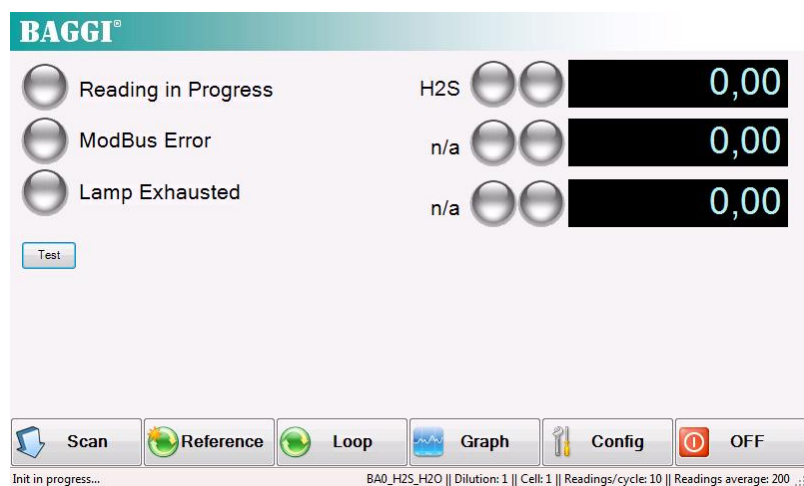 BAGGI®
Reading in Progress
H2S
0,00
ModBus Error
n/a
0,00
Lamp Exhausted
n/a
0,00
Test
Scan
Reference
Loop
Graph
Config
OFF
Init in progress...
BA0_H2S_H2O || Dilution: 1 || Cell: 1 || Readings/cycle: 10 || Readings average: 200